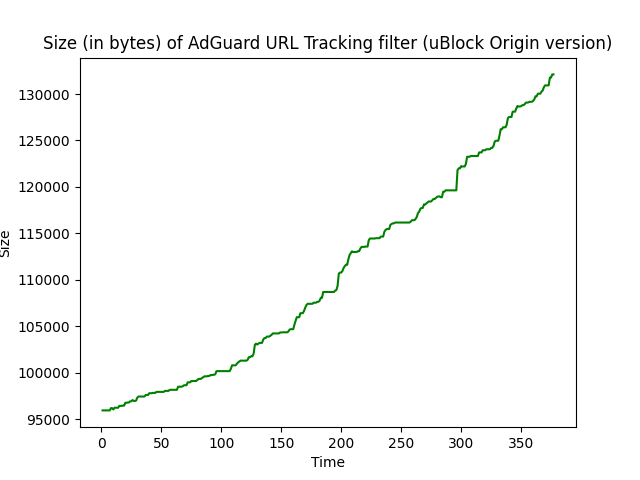 Size (in bytes) of AdGuard URL Tracking filter (uBlock Origin version)
130000
125000
120000
115000
110000
105000
100000
95000
Size
0 50 100 150 200 250 300 350
Time